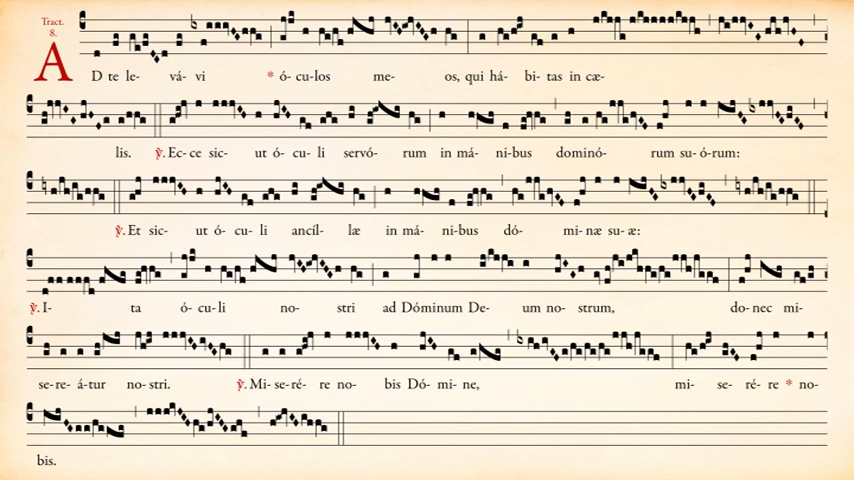 Tract.
8.
AD te le- vá- vi * ó- cu-los me- os, qui há- bi- tas in cæ-
lis. ℣. Ec- ce sic- ut ó- cu- li servó- rum in má- ni-bus dominó- rum su- ó-rum:
℣. Et sic- ut ó- cu- li ancíl- læ in má- ni-bus dó- mi- næ su- æ:
℣. I- ta ó- cu- li no- stri ad Dóminum De- um no- strum, do- nec mi-
se- re- á-tur no- stri. ℣. Mi- se- ré- re no- bis Dó- mi- ne, mi- se- ré- re * no-
bis.